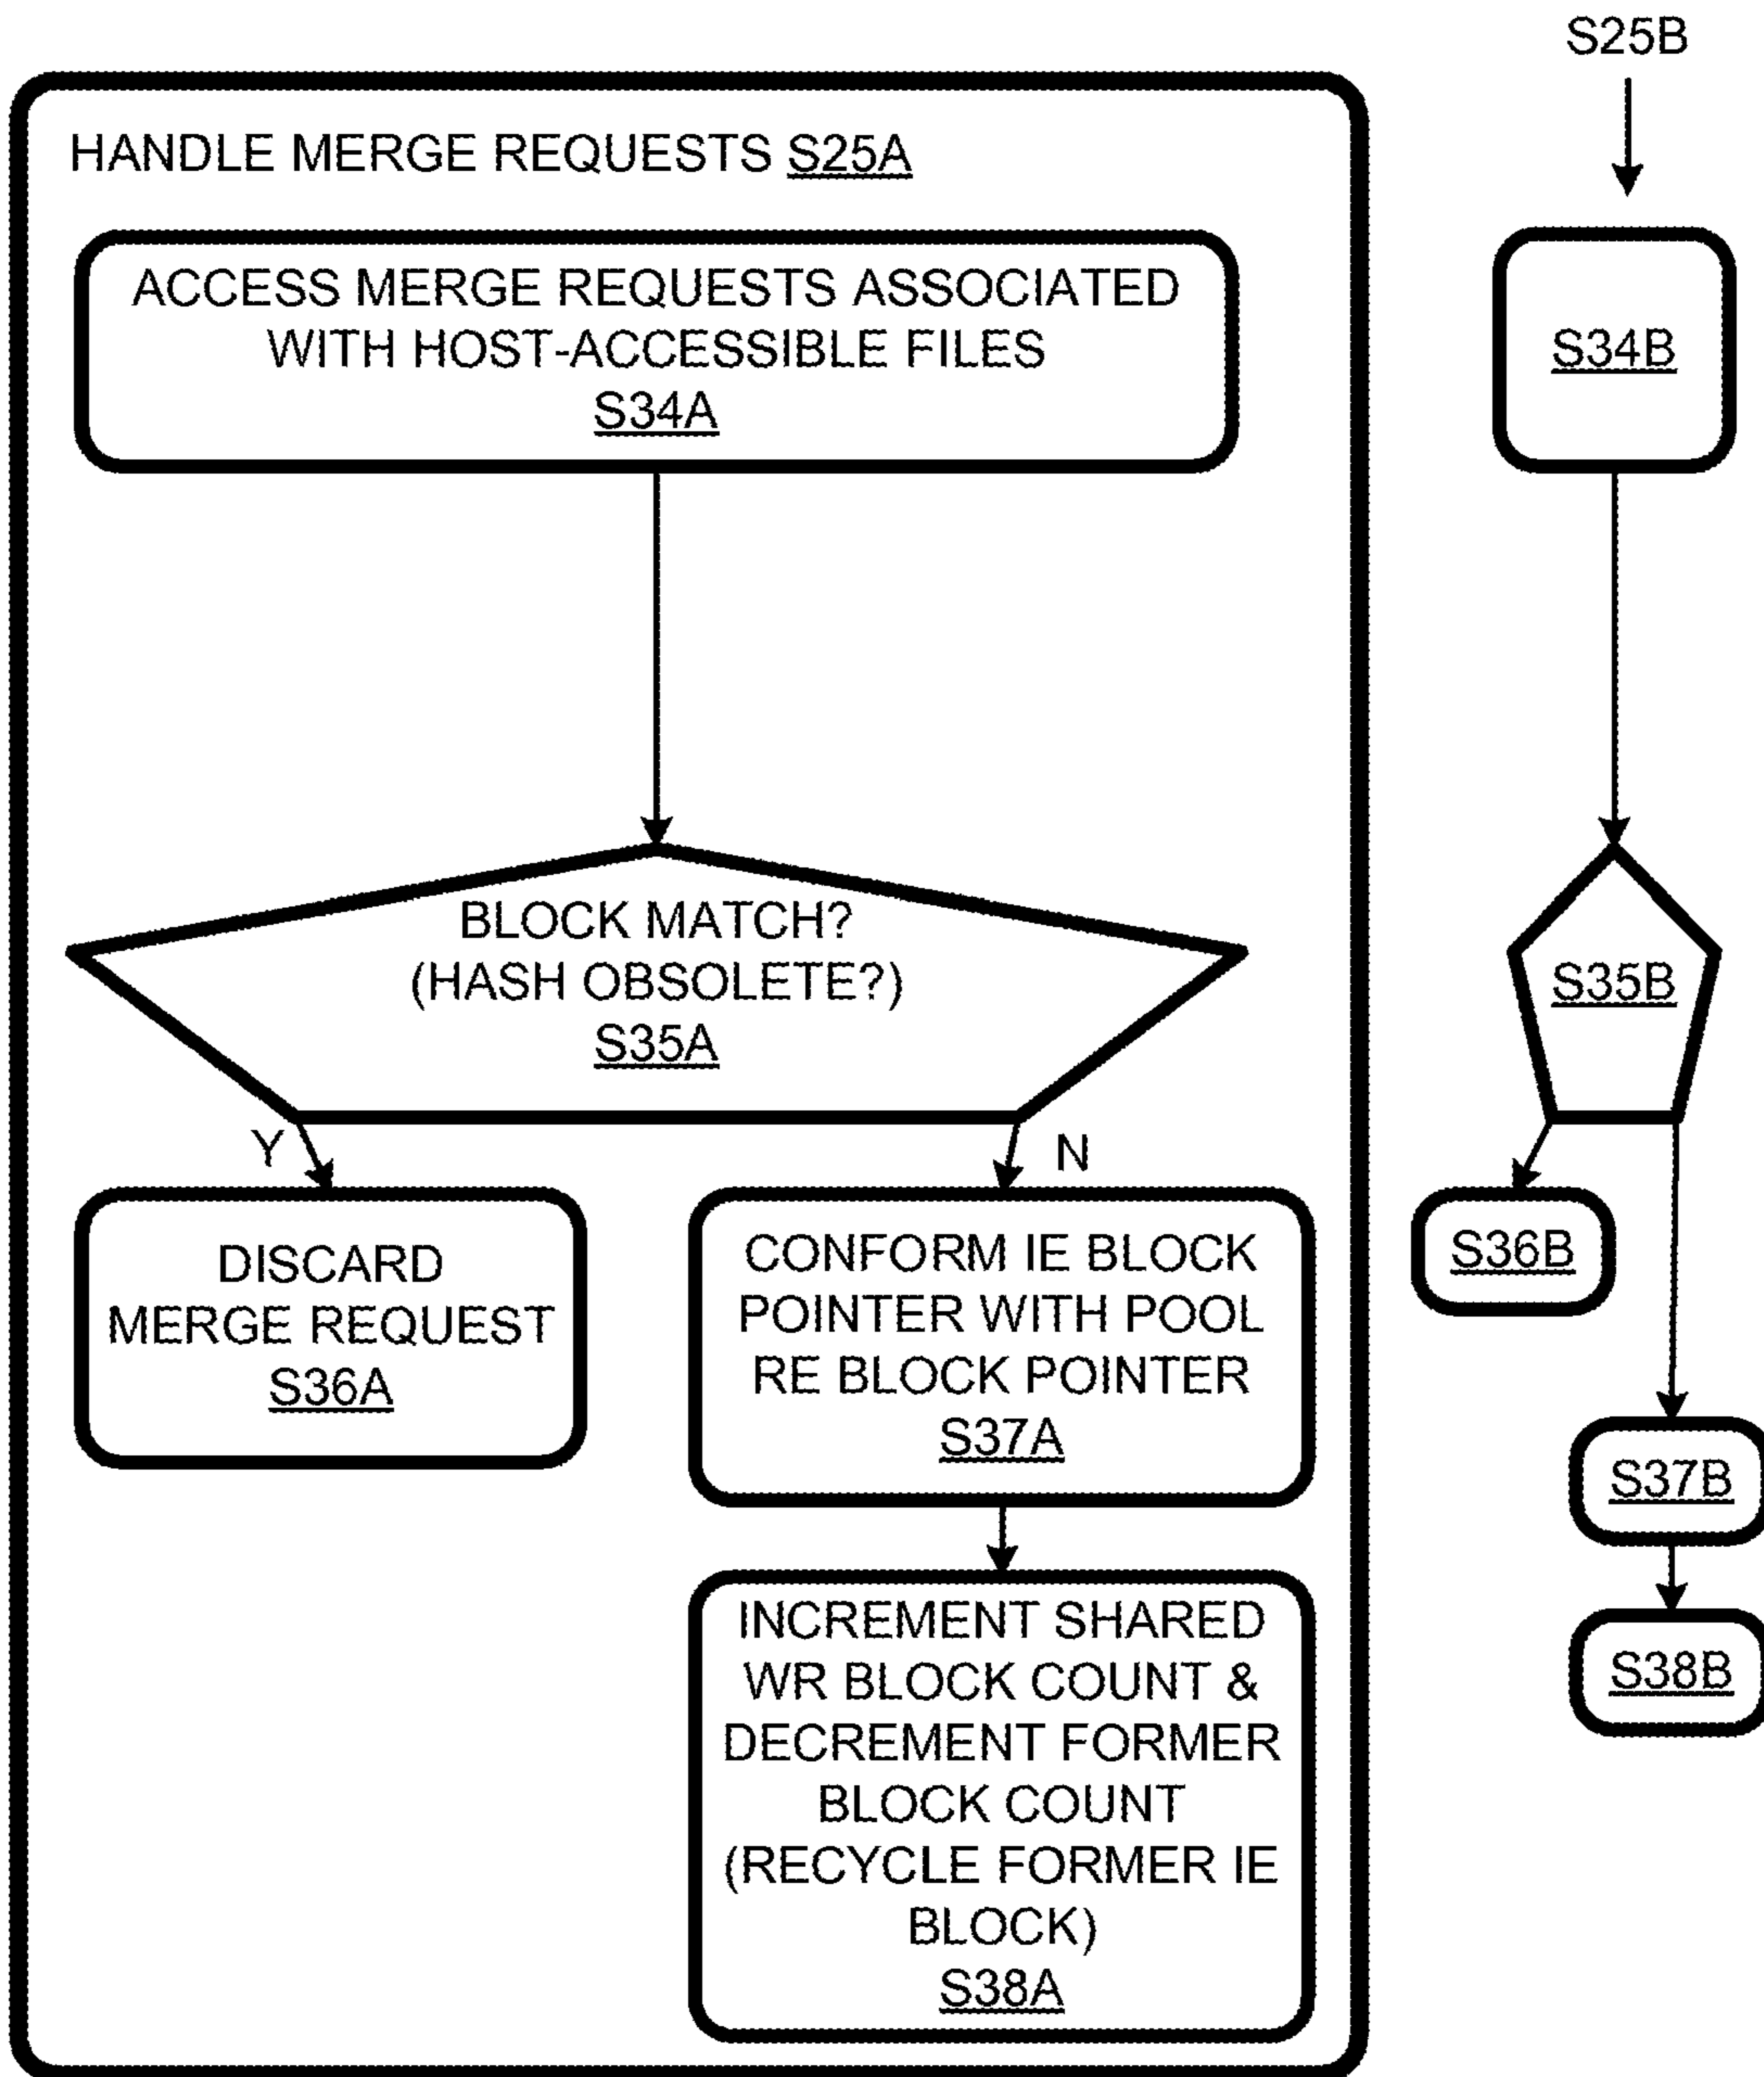 HANDLE MERGE REQUESTS S25A
ACCESS MERGE REQUESTS ASSOCIATED
WITH HOST-ACCESSIBLE FILES
S34A
BLOCK MATCH?
(HASH OBSOLETE?)
S35A
Y
N
DISCARD
MERGE REQUEST
S36A
CONFORM IE BLOCK
POINTER WITH POOL
RE BLOCK POINTER
S37A
INCREMENT SHARED
WR BLOCK COUNT &
DECREMENT FORMER
BLOCK COUNT
(RECYCLE FORMER IE
BLOCK)
S38A
S25B
S34B
S35B
S36B
S37B
S38B